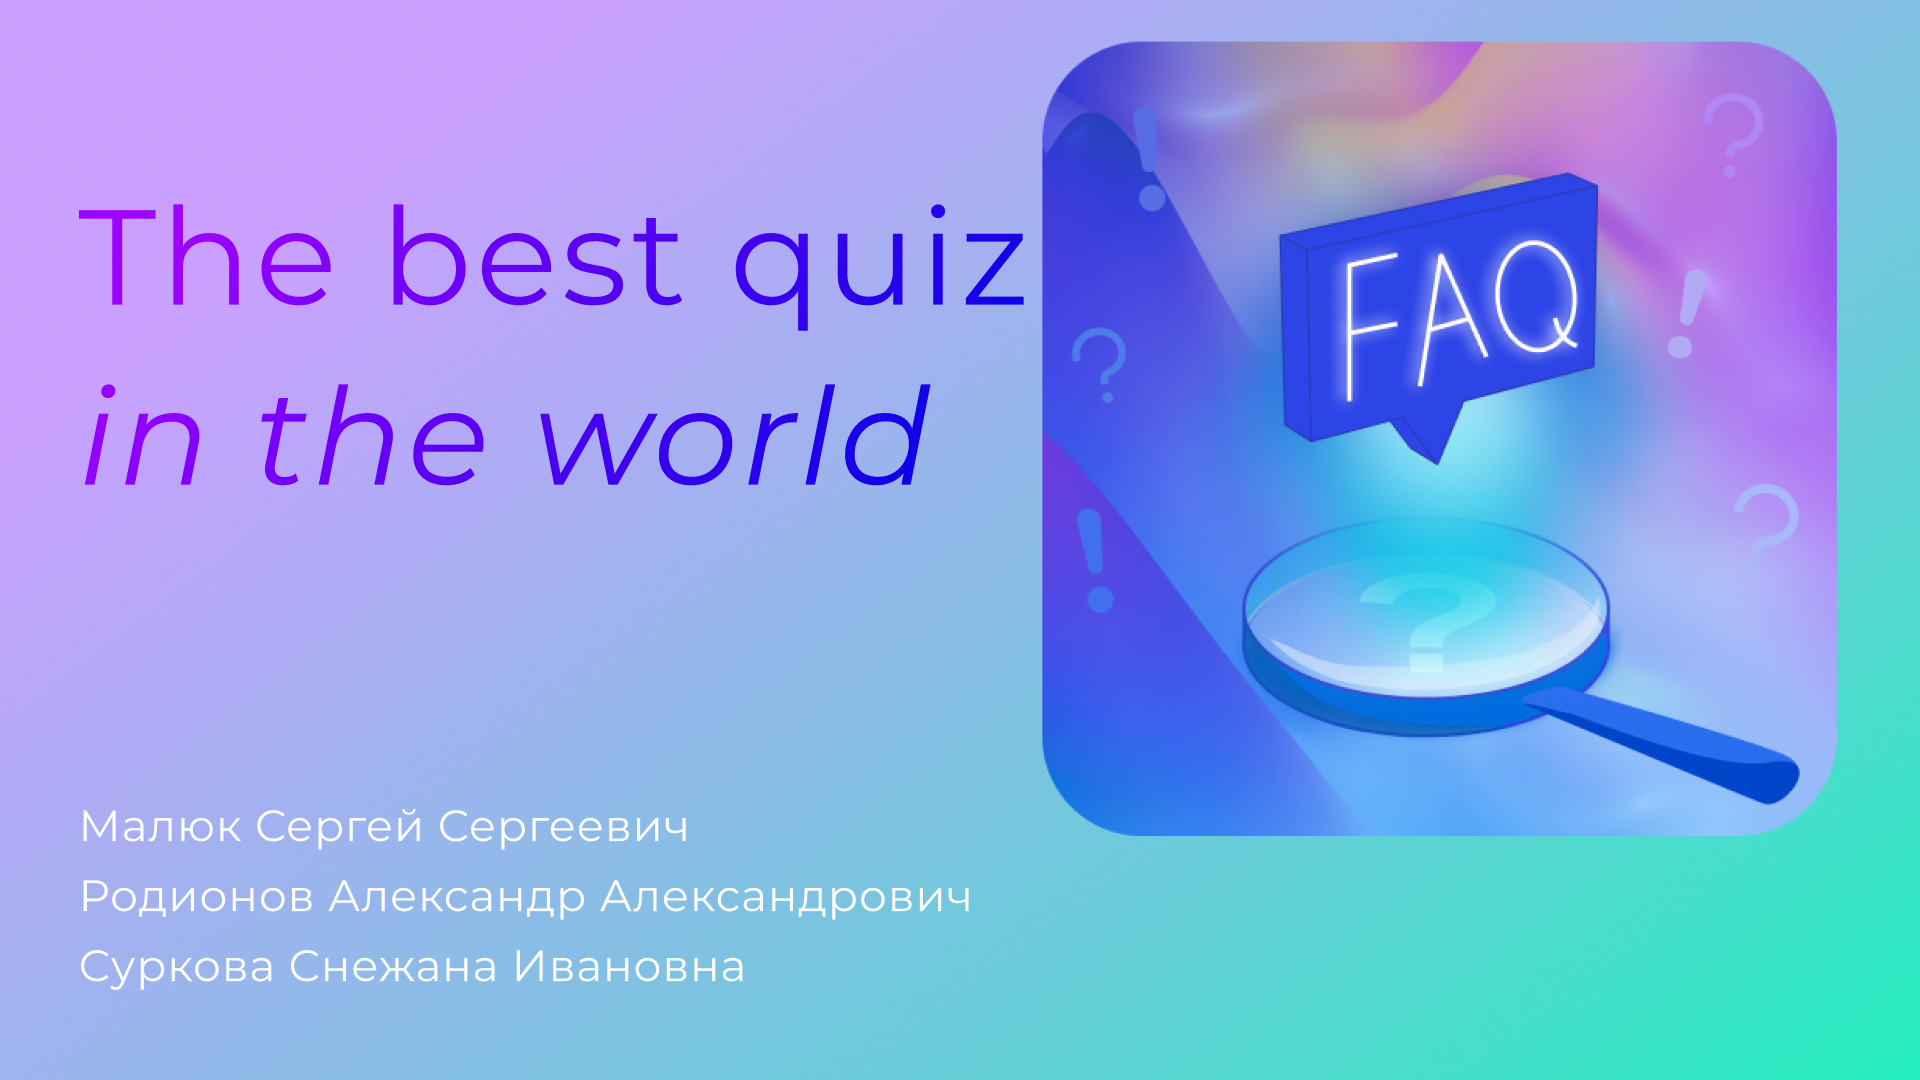 The best quiz
in the world
FAQ
?
Малюк Сергей Сергеевич
Родионов Александр Александрович
Суркова Снежана Ивановна